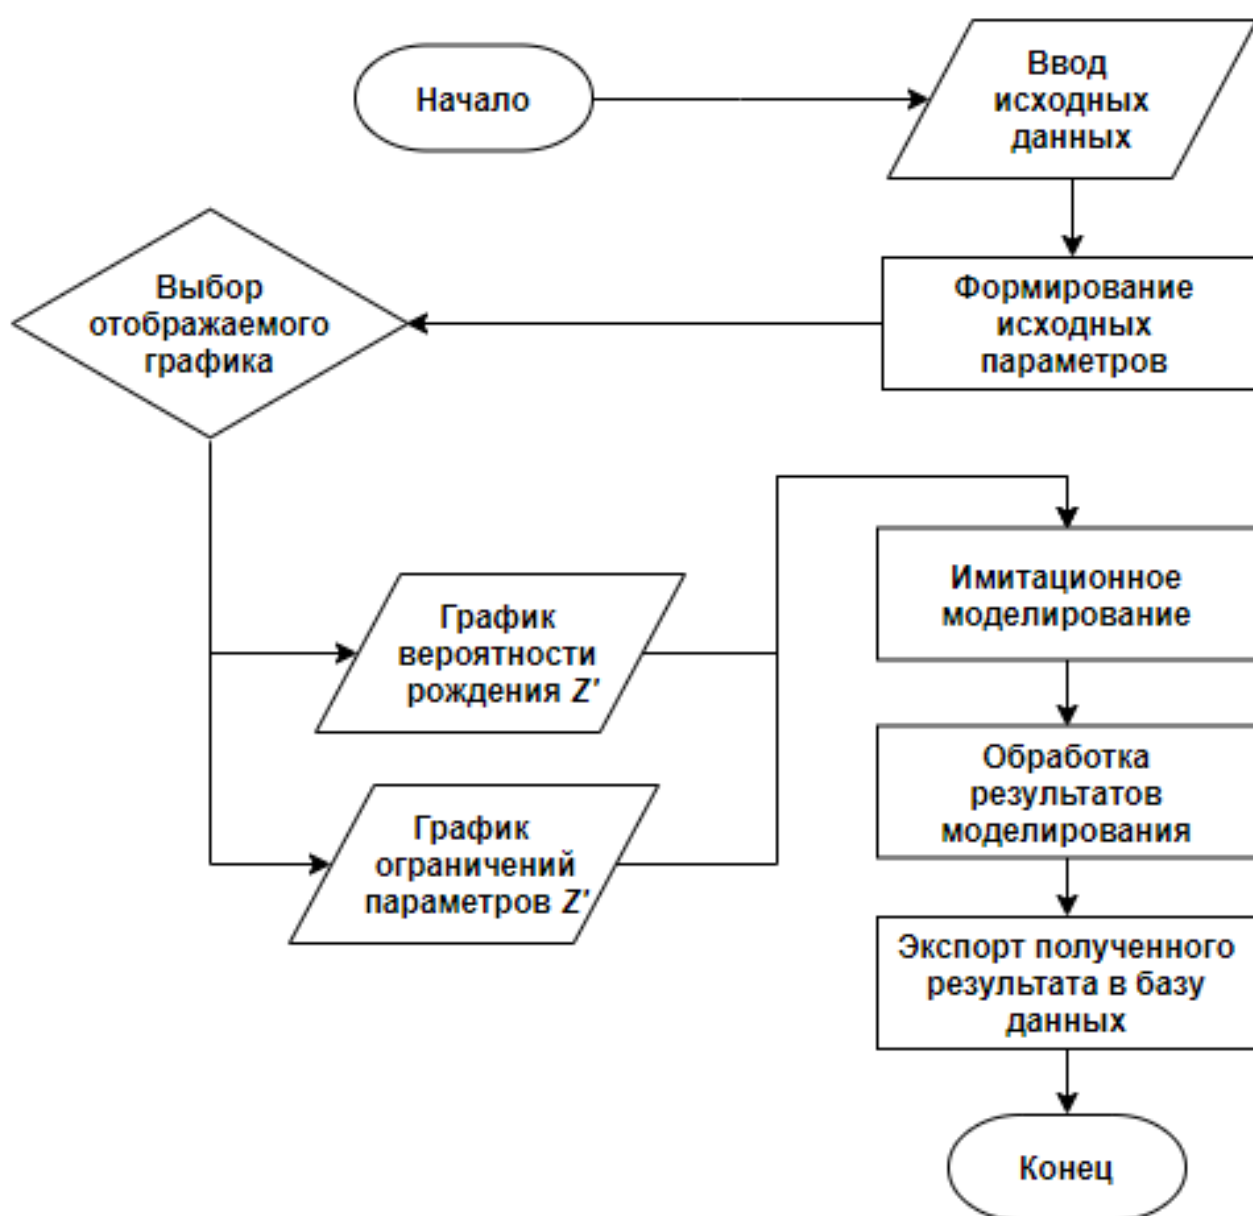 Начало
Ввод
исходных
данных
Формирование
исходных
параметров
Выбор
отображаемого
графика
График
вероятности
рождения Z'
График
ограничений
параметров Z'
Имитационное
моделирование
Обработка
результатов
моделирования
Экспорт полученного
результата в базу
данных
Конец